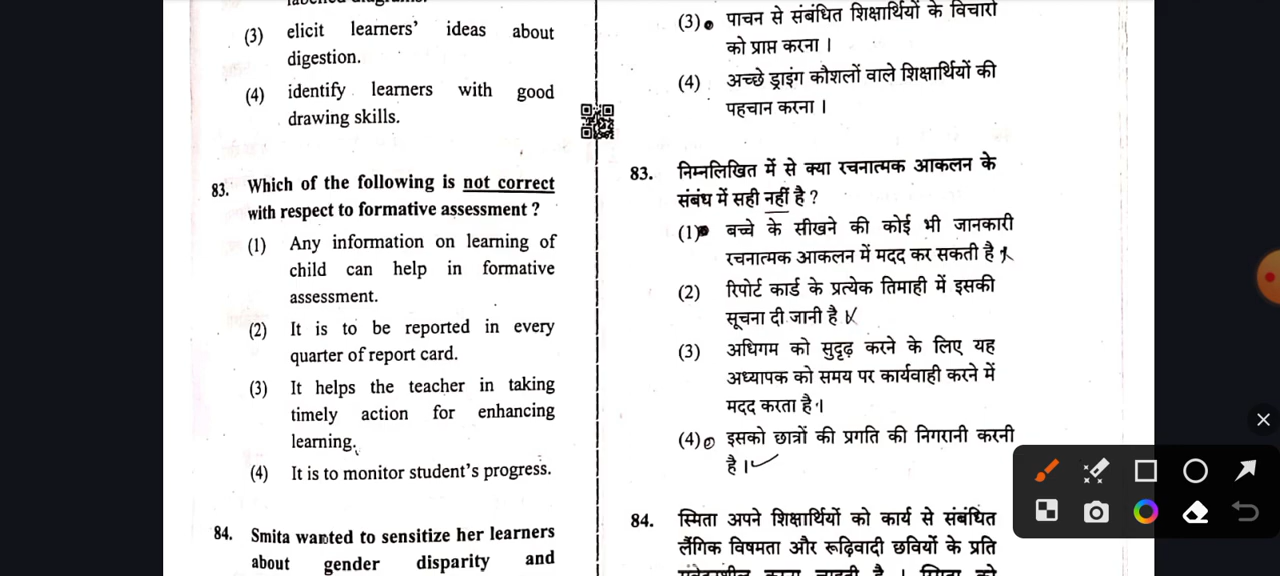 (3) elicit learners' ideas about
digestion.
(4) identify learners with good
drawing skills.
83. Which of the following is not correct
with respect to formative assessment ?
(1) Any information on learning of
child can help in formative
assessment.
(2) It is to be reported in every
quarter of report card.
(3) It helps the teacher in taking
timely action for enhancing
learning.
(4) It is to monitor student's progress.
84. Smita wanted to sensitize her learners
about gender disparity and
(3) पाचन से संबंधित शिक्षार्थियों के विचारों
को प्राप्त करना ।
(4) अच्छे ड्राइंग कौशलों वाले शिक्षार्थियों की
पहचान करना ।
83. निम्नलिखित में से क्या रचनात्मक आकलन के
संबंध में सही नहीं है ?
(1) बच्चे के सीखने की कोई भी जानकारी
रचनात्मक आकलन में मदद कर सकती है ।
(2) रिपोर्ट कार्ड के प्रत्येक तिमाही में इसकी
सूचना दी जानी है ।
(3) अधिगम को सुदृढ़ करने के लिए यह
अध्यापक को समय पर कार्यवाही करने में
मदद करता है ।
(4) इसको छात्रों की प्रगति की निगरानी करनी
है ।
84. स्मिता अपने शिक्षार्थियों को कार्य से संबंधित
लैंगिक विषमता और रूढ़िवादी छवियों के प्रति